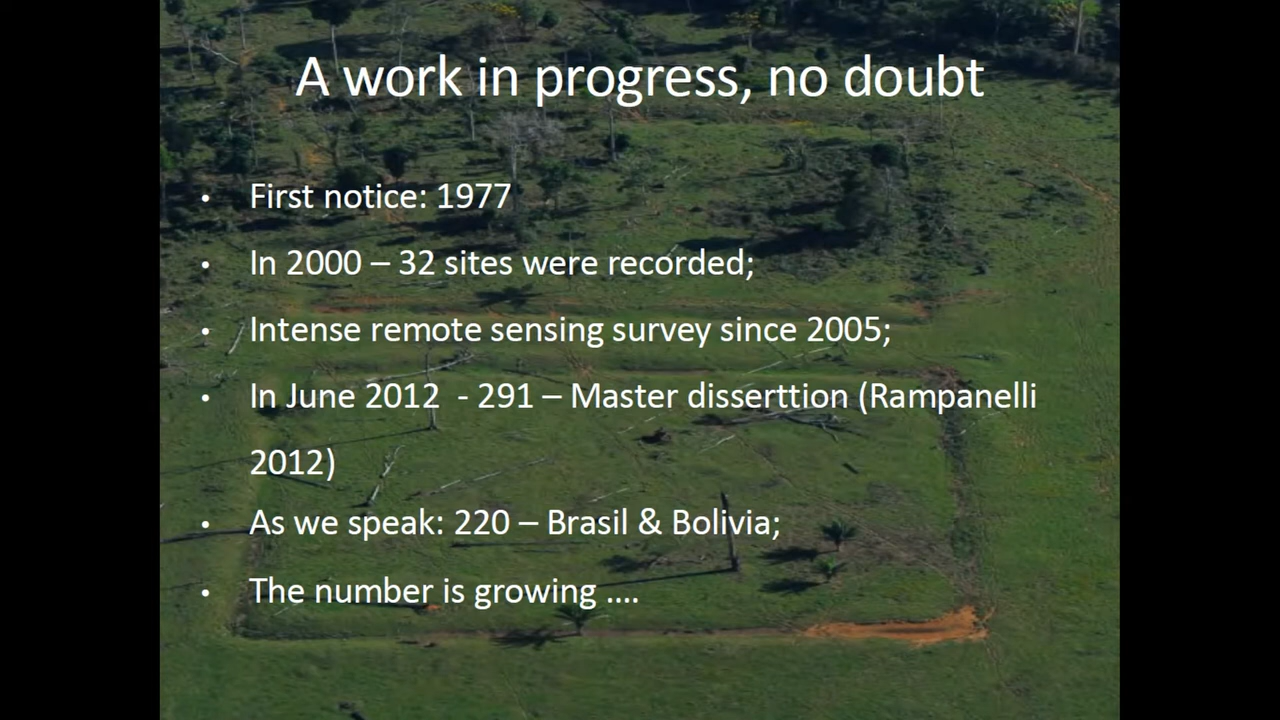 A work in progress, no doubt
• First notice: 1977
• In 2000 – 32 sites were recorded;
• Intense remote sensing survey since 2005;
• In June 2012 - 291 – Master disserttion (Rampanelli
2012)
• As we speak: 220 – Brasil & Bolivia;
• The number is growing ....